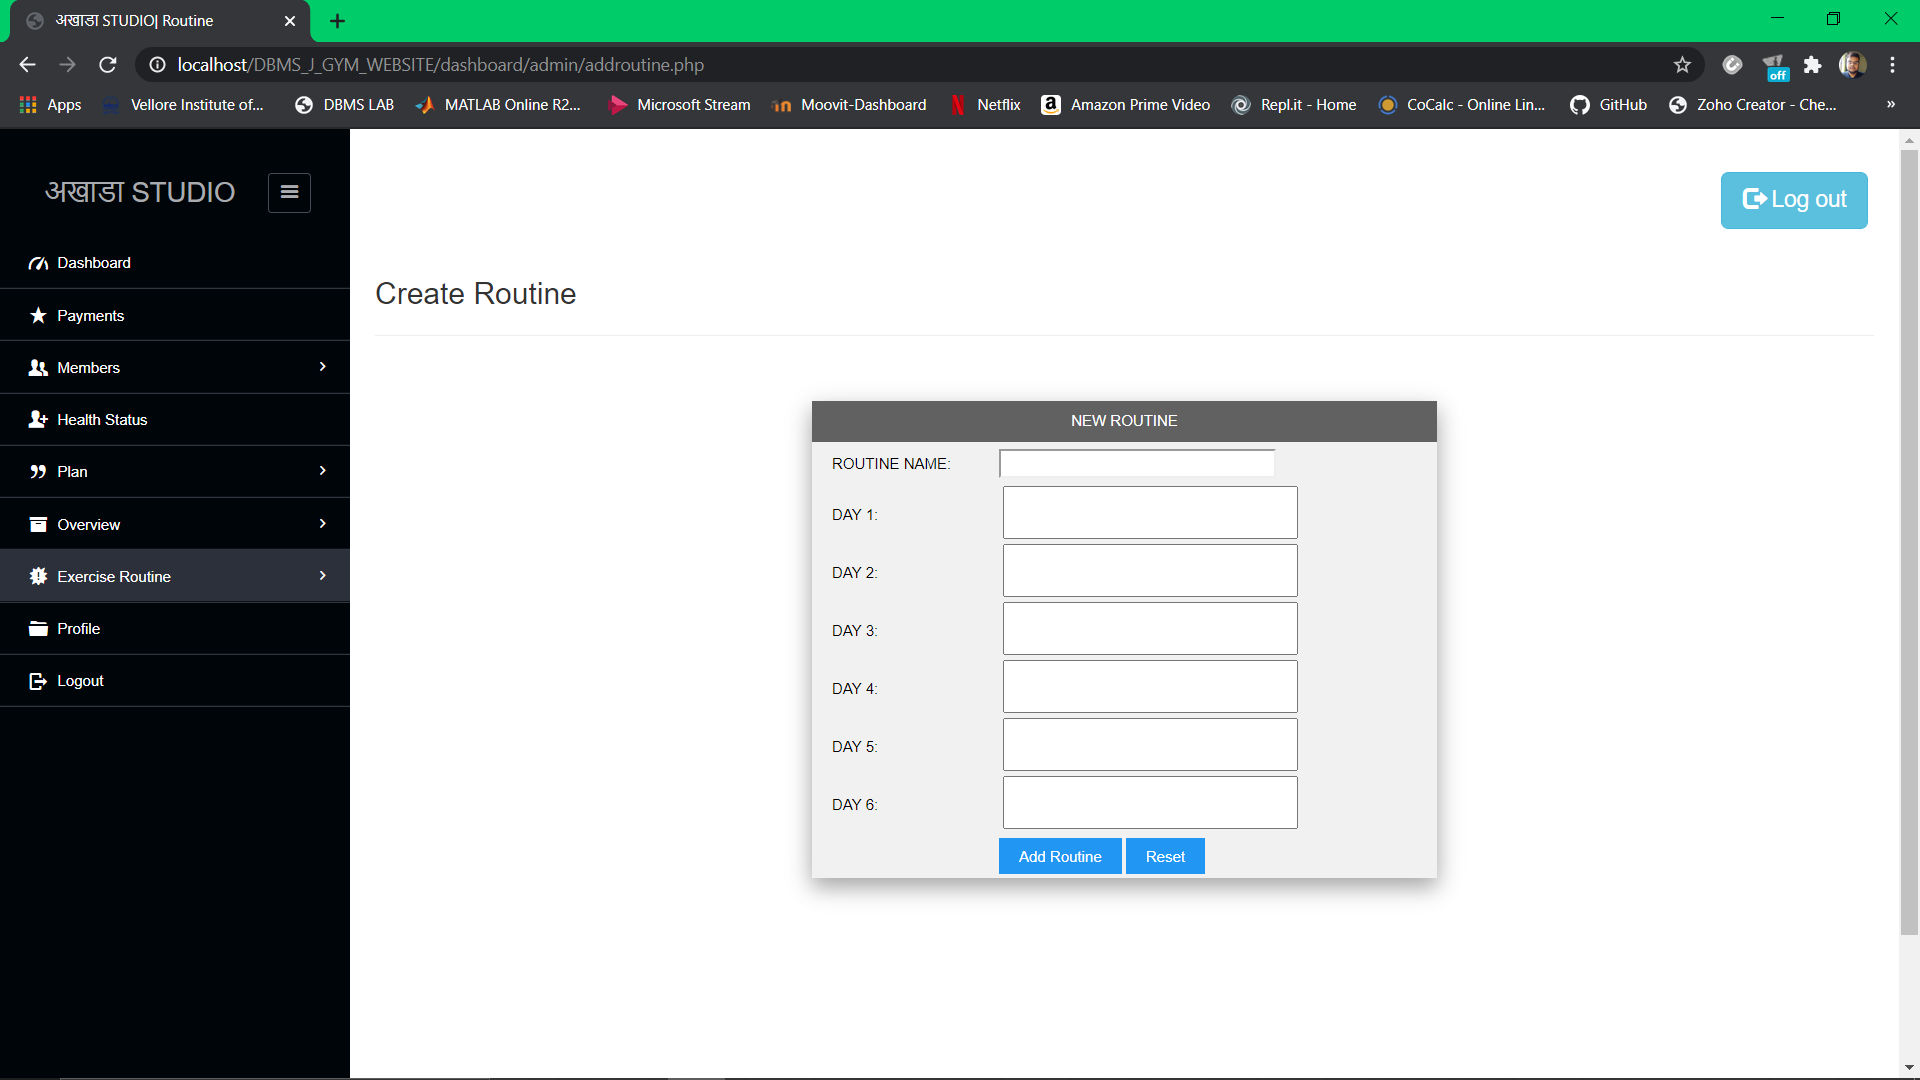 अखाडा STUDIO| Routine
localhost/DBMS_J_GYM_WEBSITE/dashboard/admin/addroutine.php
off
Apps
Vellore Institute of...
DBMS LAB
MATLAB Online R2...
Microsoft Stream
Moovit-Dashboard
Netflix
Amazon Prime Video
Repl.it - Home
CoCalc - Online Lin...
GitHub
Zoho Creator - Che...
»
अखाडा STUDIO
Log out
Dashboard
Payments
Members
Health Status
Plan
Overview
Exercise Routine
Profile
Logout
Create Routine
NEW ROUTINE
ROUTINE NAME:
DAY 1:
DAY 2:
DAY 3:
DAY 4:
DAY 5:
DAY 6:
Add Routine
Reset